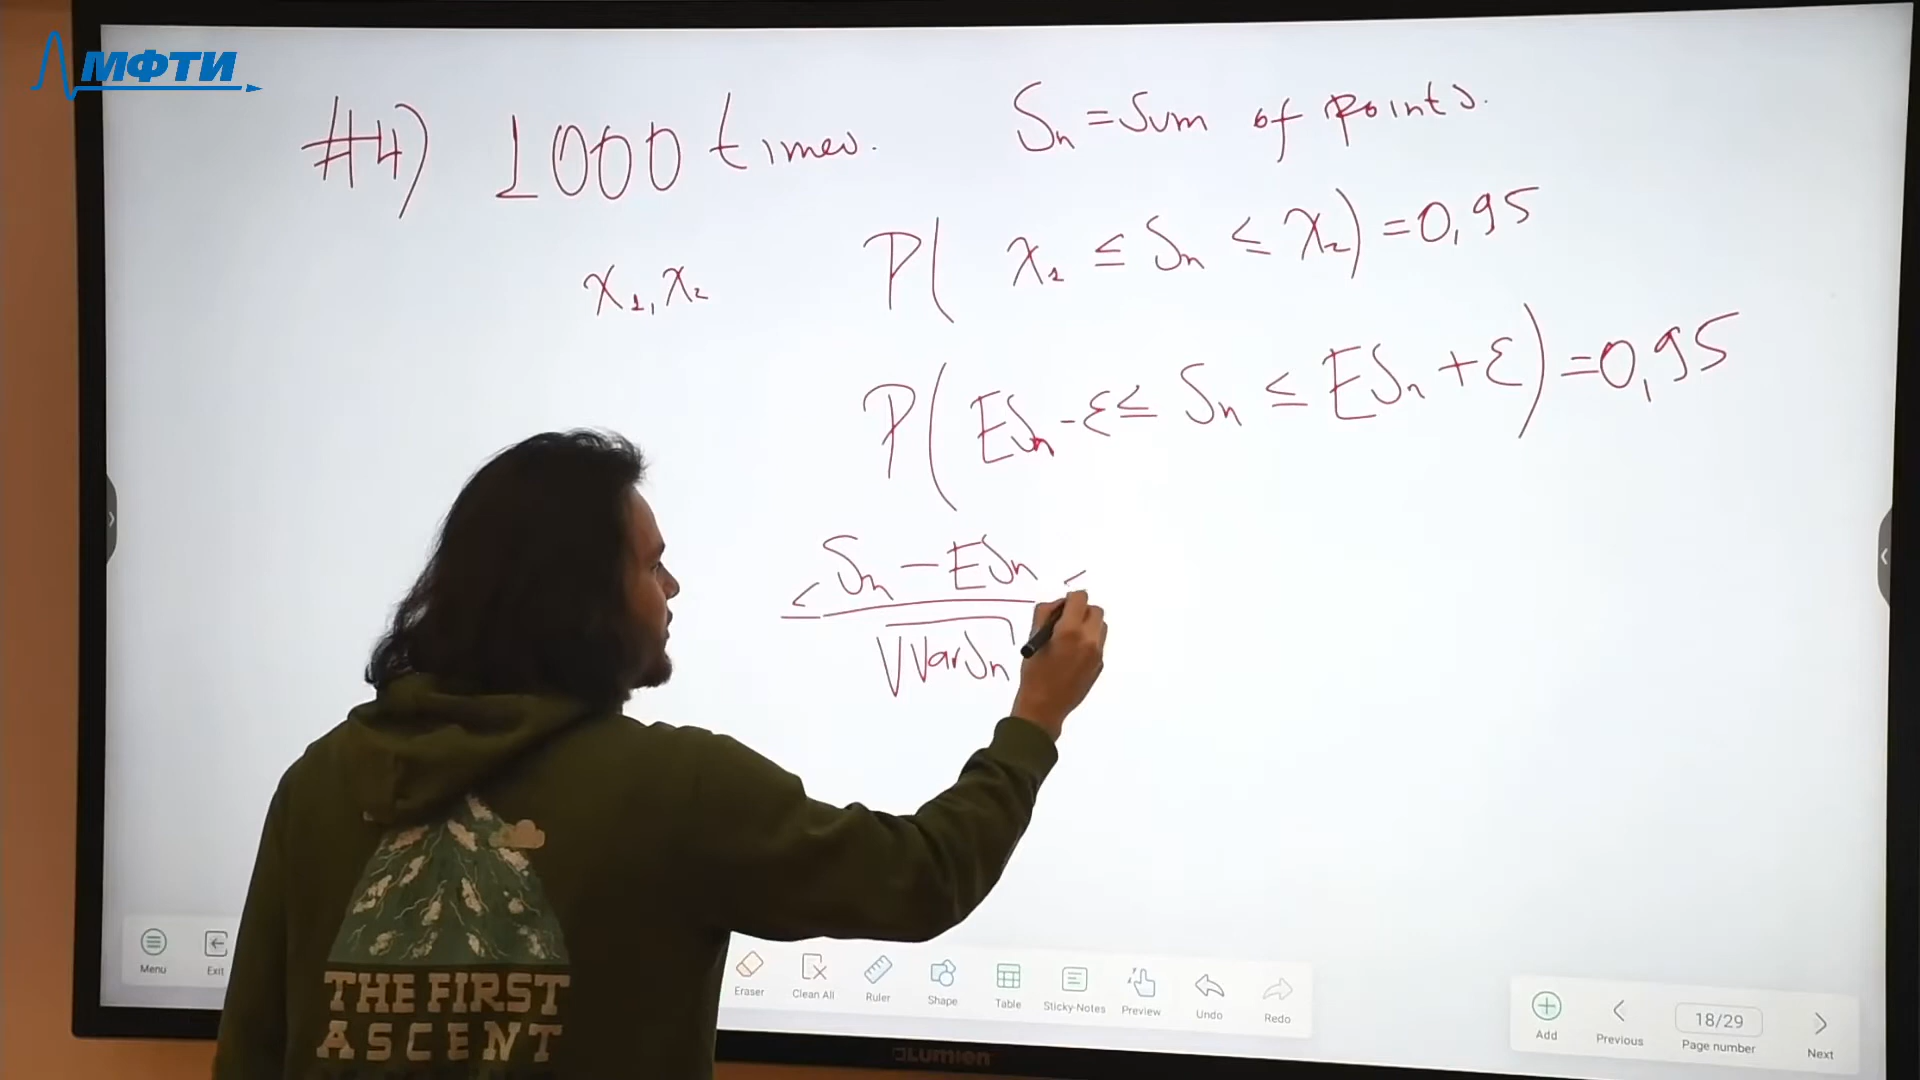 МФТИ
#4) 1000 times. Sₙ = Sum of points.
x₁, x₂ P( x₁ ≤ Sₙ ≤ x₂) = 0,95
P( ESₙ - ε ≤ Sₙ ≤ ESₙ + ε) = 0,95
≤ (Sₙ - ESₙ) / √VarSₙ <
THE FIRST
ASCENT
Menu
Exit
Eraser
Clean All
Ruler
Shape
Table
Sticky-Notes
Preview
Undo
Redo
Add
Previous
18/29
Page number
Next
Lumien